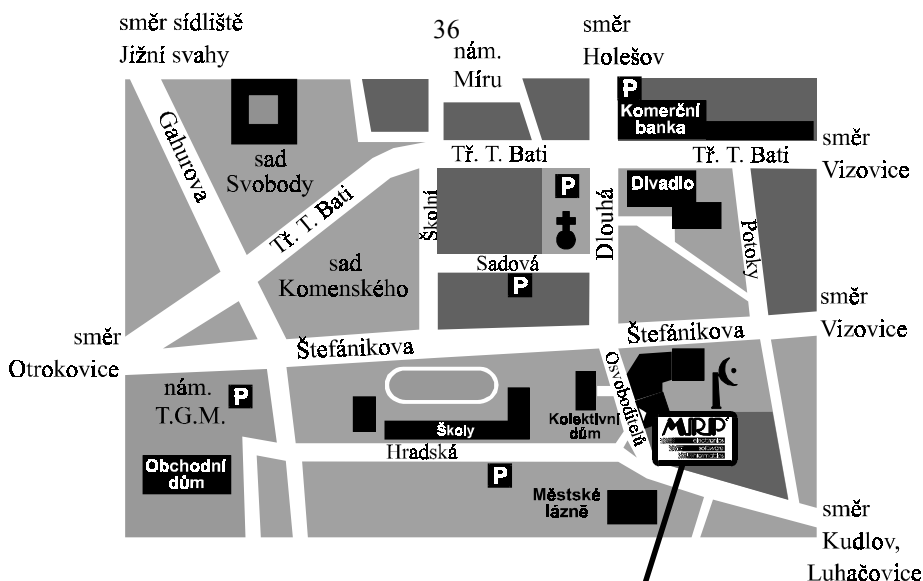 směr sídliště
Jižní svahy
36
nám.
Míru
směr
Holešov
P
Komerční
banka
směr
Vizovice
Gahurova
sad
Svobody
Tř. T. Bati
Tř. T. Bati
Tř. T. Bati
Školní
P
Dlouhá
Divadlo
Potoky
sad
Komenského
Sadová
P
směr
Vizovice
směr
Otrokovice
Štefánikova
Štefánikova
Osvoboditelů
nám.
T.G.M.
P
Kolektivní
dům
Školy
Hradská
MJRJP
Obchodní
dům
P
Městské
lázně
směr
Kudlov,
Luhačovice